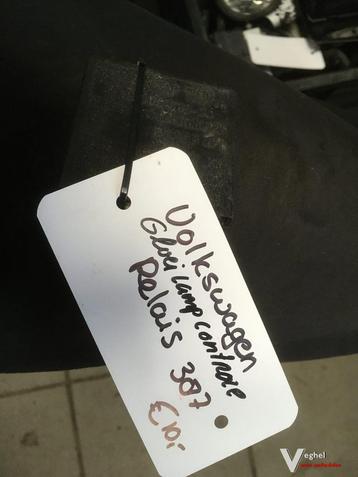 Volkswagen
Gloeilamp controle
Relais 387
€ 10,-
Veghel